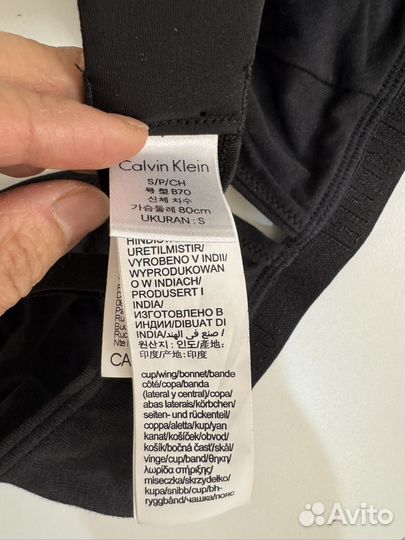 Calvin Klein
S/P/CH
号 型 B70
신체 치수
가슴둘레 80cm
UKURAN : S
HINDIS
URETILMISTIR/
VYROBENO V INDII/
WYPRODUKOWAN
O W INDIACH/
PRODUSERT I
INDIA/
ИЗГОТОВЛЕНО В
ИНДИИ/DIBUAT DI
INDIA/صنع في الهند/
원산지 : 인도/產地:
印度/产地: 印度
CA
cup/wing/bonnet/bande
côté/copa/banda
(lateral y central)/copa/
abas laterais/körbchen/
seiten- und rückenteil/
coppa/aletta/kup/yan
kanat/košíček/obvod/
košík/bočná časť/skål/
vinge/cup/band/θήκη/
λωρίδα στήριξης/
miseczka/skrzydełko/
kupa/snibb/cup/bh-
ryggbånd/чашка/пояс
Avito